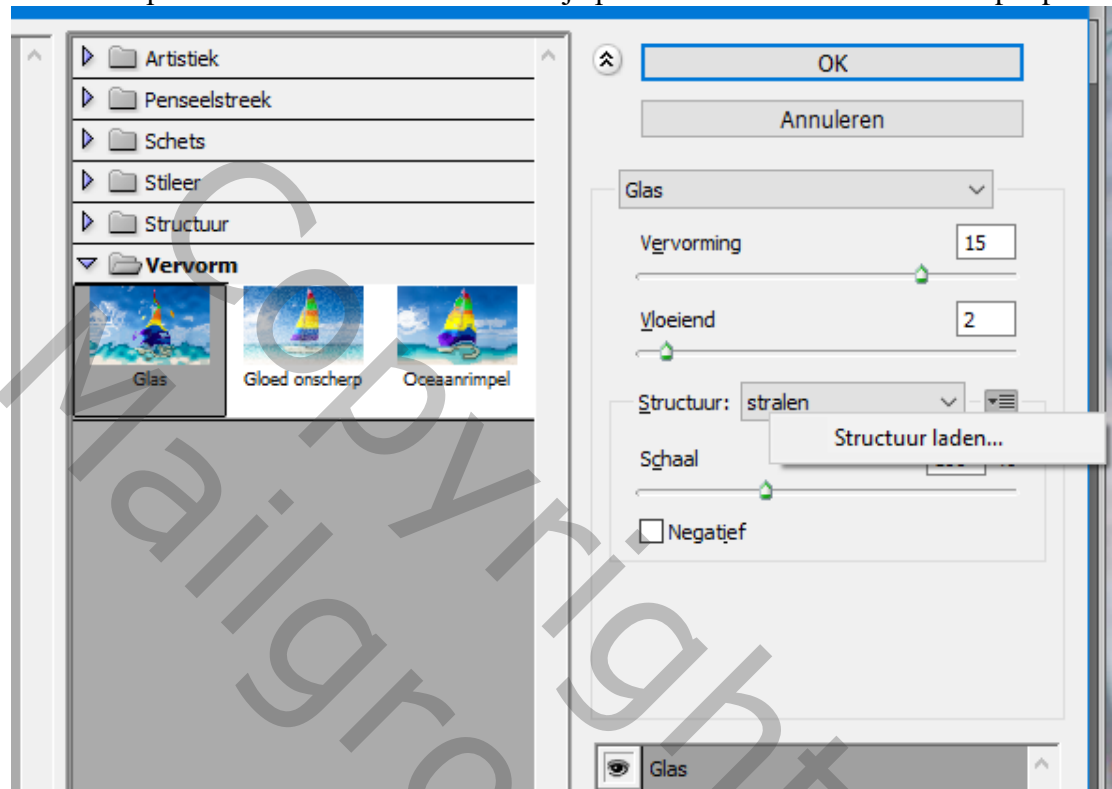 Artistiek
Penseelstreek
Schets
Stileer
Structuur
Vervorm
Glas
Gloed onscherp
Oceaanrimpel
OK
Annuleren
Glas
Vervorming 15
Vloeiend 2
Structuur: stralen
Structuur laden...
Schaal
Negatief
Glas
Copyright
Mailgro